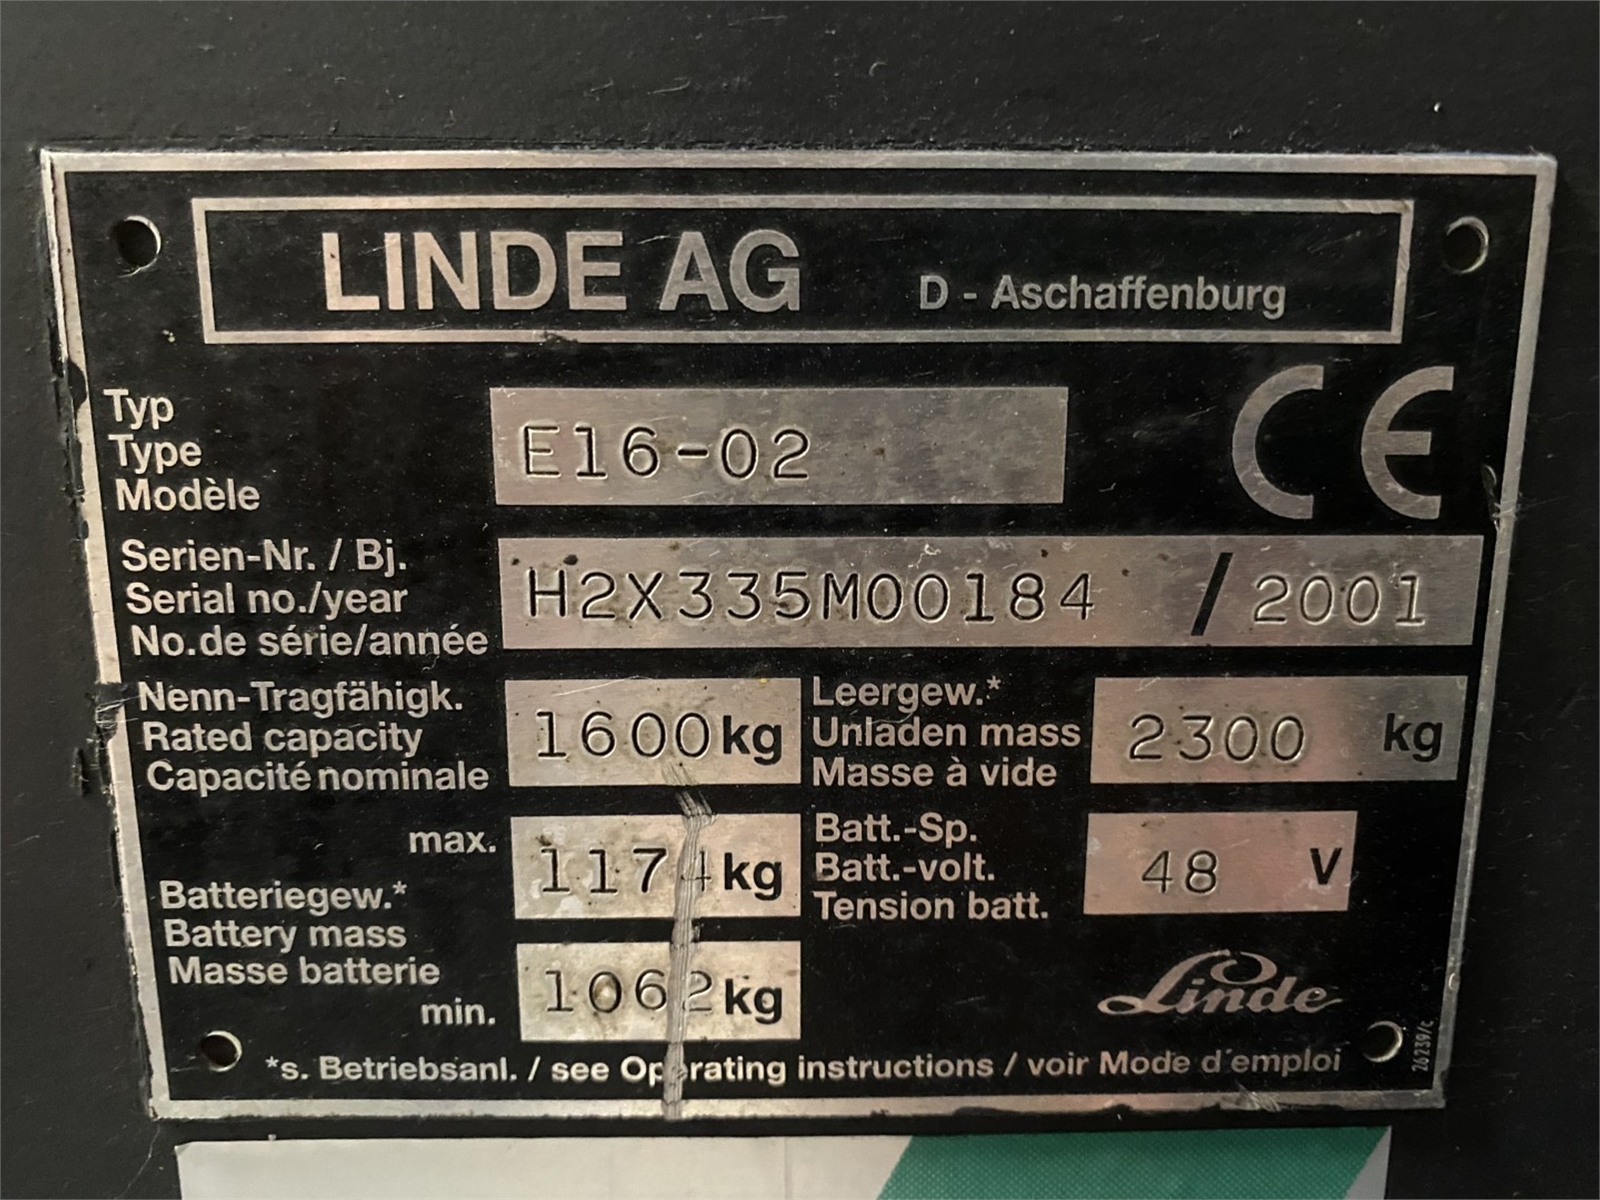 LINDE AG D - Aschaffenburg
CE
Typ
Type
Modèle
E16-02
Serien-Nr. / Bj.
Serial no./year
No.de série/année
H2X335M00184 / 2001
Nenn-Tragfähigk.
Rated capacity
Capacité nominale
1600 kg
Leergew.*
Unladen mass
Masse à vide
2300 kg
Batteriegew.*
Battery mass
Masse batterie
max.
1174 kg
min.
1062 kg
Batt.-Sp.
Batt.-volt.
Tension batt.
48 V
Linde
*s. Betriebsanl. / see Operating instructions / voir Mode d'emploi
26239/c